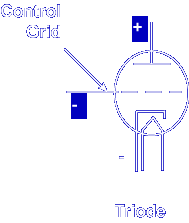 Control
Grid
+
-
-
Triode